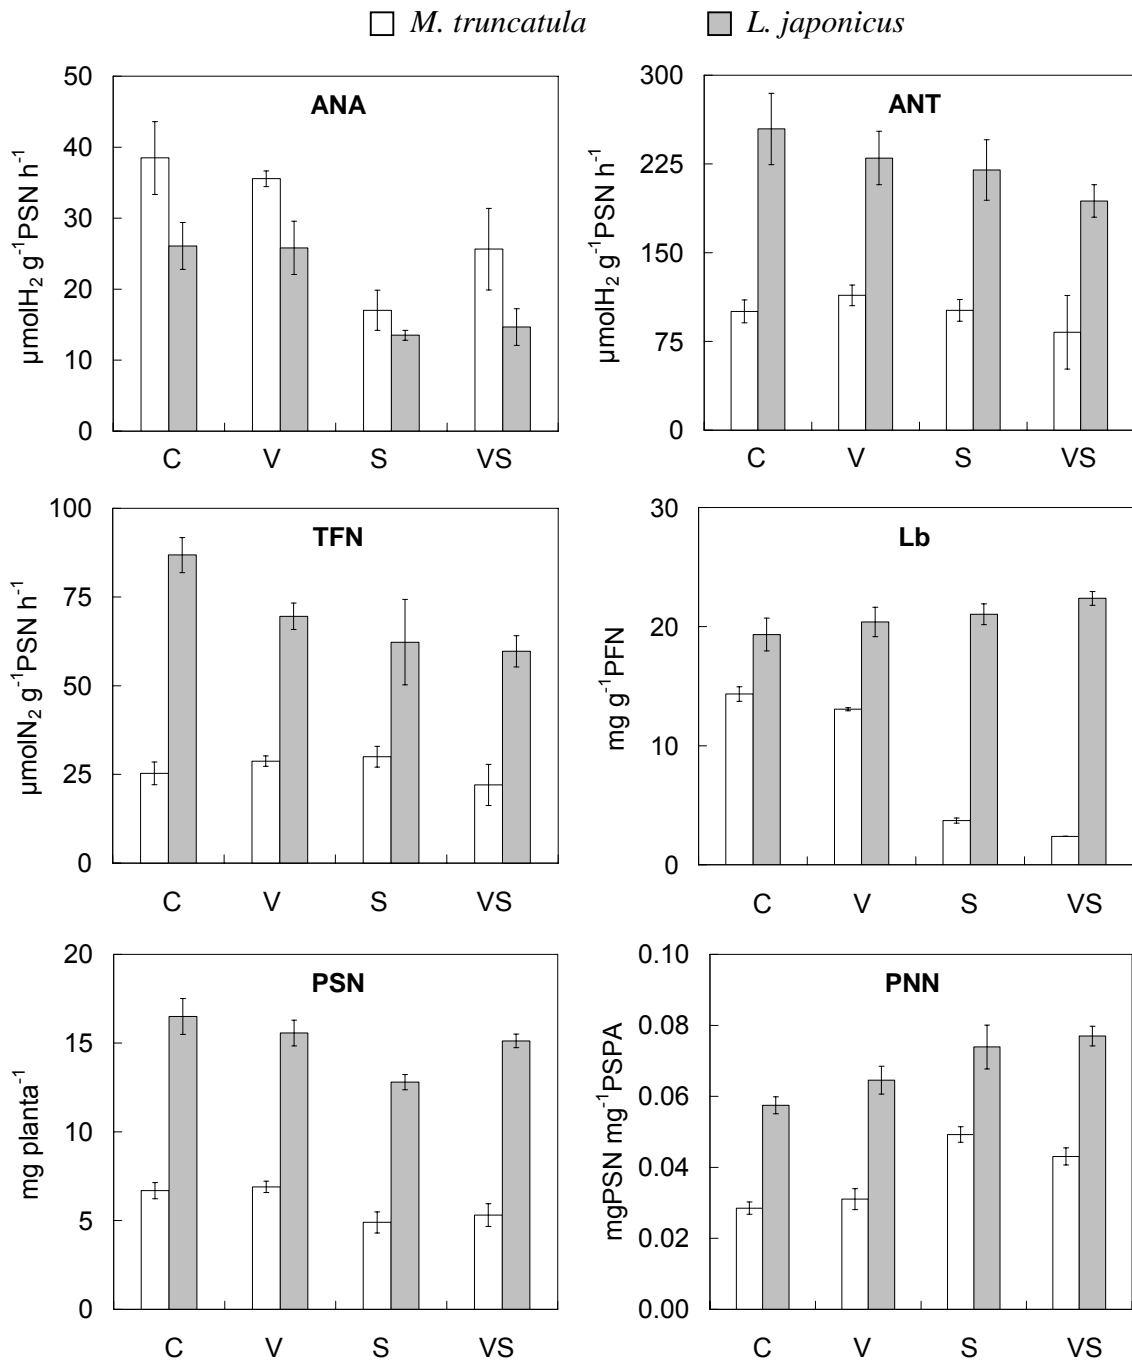 M. truncatula L. japonicus
ANA
50
40
30
20
10
0
µmolH₂ g⁻¹PSN h⁻¹
C V S VS
ANT
300
225
150
75
0
µmolH₂ g⁻¹PSN h⁻¹
C V S VS
TFN
100
75
50
25
0
µmolN₂ g⁻¹PSN h⁻¹
C V S VS
Lb
30
20
10
0
mg g⁻¹PFN
C V S VS
PSN
20
15
10
5
0
mg planta⁻¹
C V S VS
PNN
0.10
0.08
0.06
0.04
0.02
0.00
mgPSN mg⁻¹PSPA
C V S VS